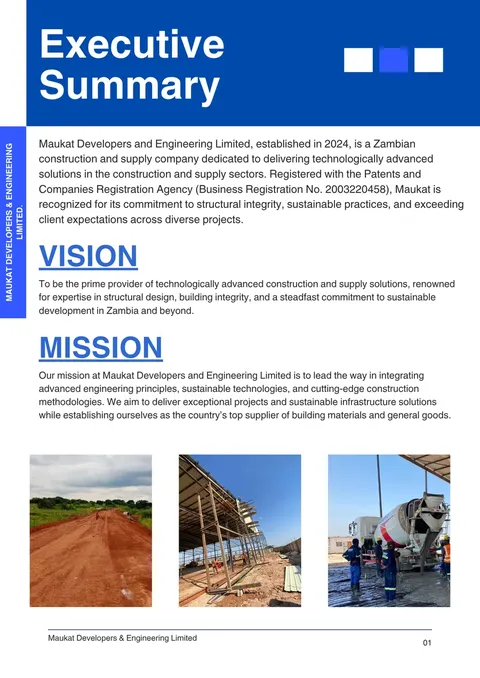 Executive
Summary
MAUKAT DEVELOPERS & ENGINEERING
LIMITED.
Maukat Developers and Engineering Limited, established in 2024, is a Zambian
construction and supply company dedicated to delivering technologically advanced
solutions in the construction and supply sectors. Registered with the Patents and
Companies Registration Agency (Business Registration No. 2003220458), Maukat is
recognized for its commitment to structural integrity, sustainable practices, and exceeding
client expectations across diverse projects.
VISION
To be the prime provider of technologically advanced construction and supply solutions, renowned
for expertise in structural design, building integrity, and a steadfast commitment to sustainable
development in Zambia and beyond.
MISSION
Our mission at Maukat Developers and Engineering Limited is to lead the way in integrating
advanced engineering principles, sustainable technologies, and cutting-edge construction
methodologies. We aim to deliver exceptional projects and sustainable infrastructure solutions
while establishing ourselves as the country's top supplier of building materials and general goods.
Maukat Developers & Engineering Limited
01